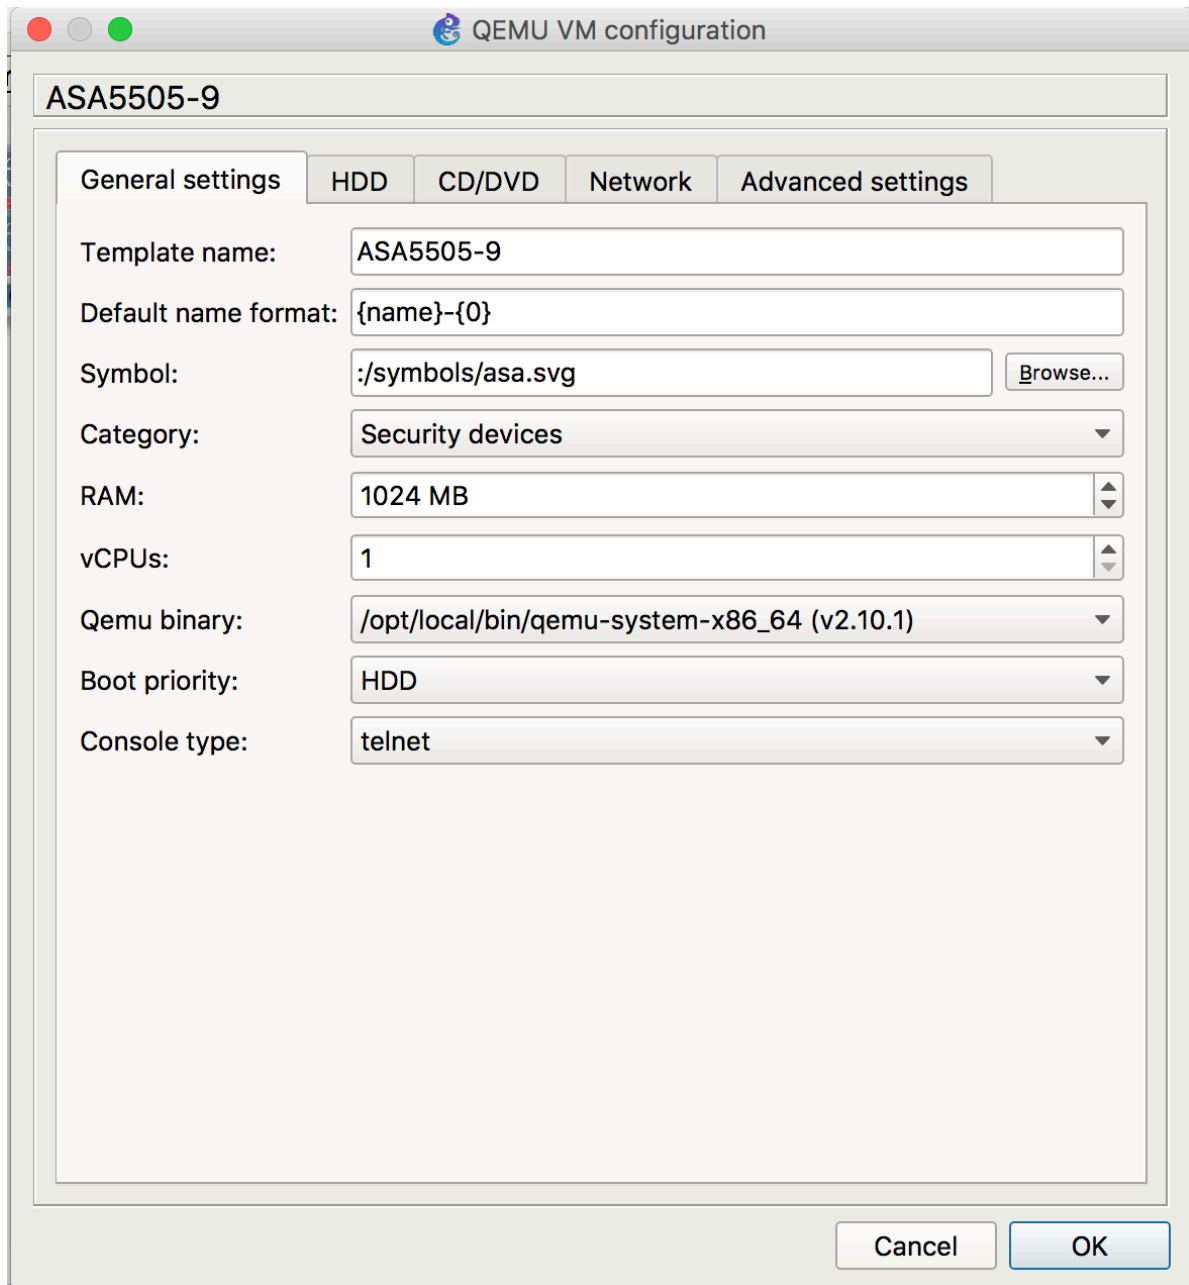 QEMU VM configuration
ASA5505-9
General settings HDD CD/DVD Network Advanced settings
Template name: ASA5505-9
Default name format: {name}-{0}
Symbol: :/symbols/asa.svg Browse...
Category: Security devices
RAM: 1024 MB
vCPUs: 1
Qemu binary: /opt/local/bin/qemu-system-x86_64 (v2.10.1)
Boot priority: HDD
Console type: telnet
Cancel OK